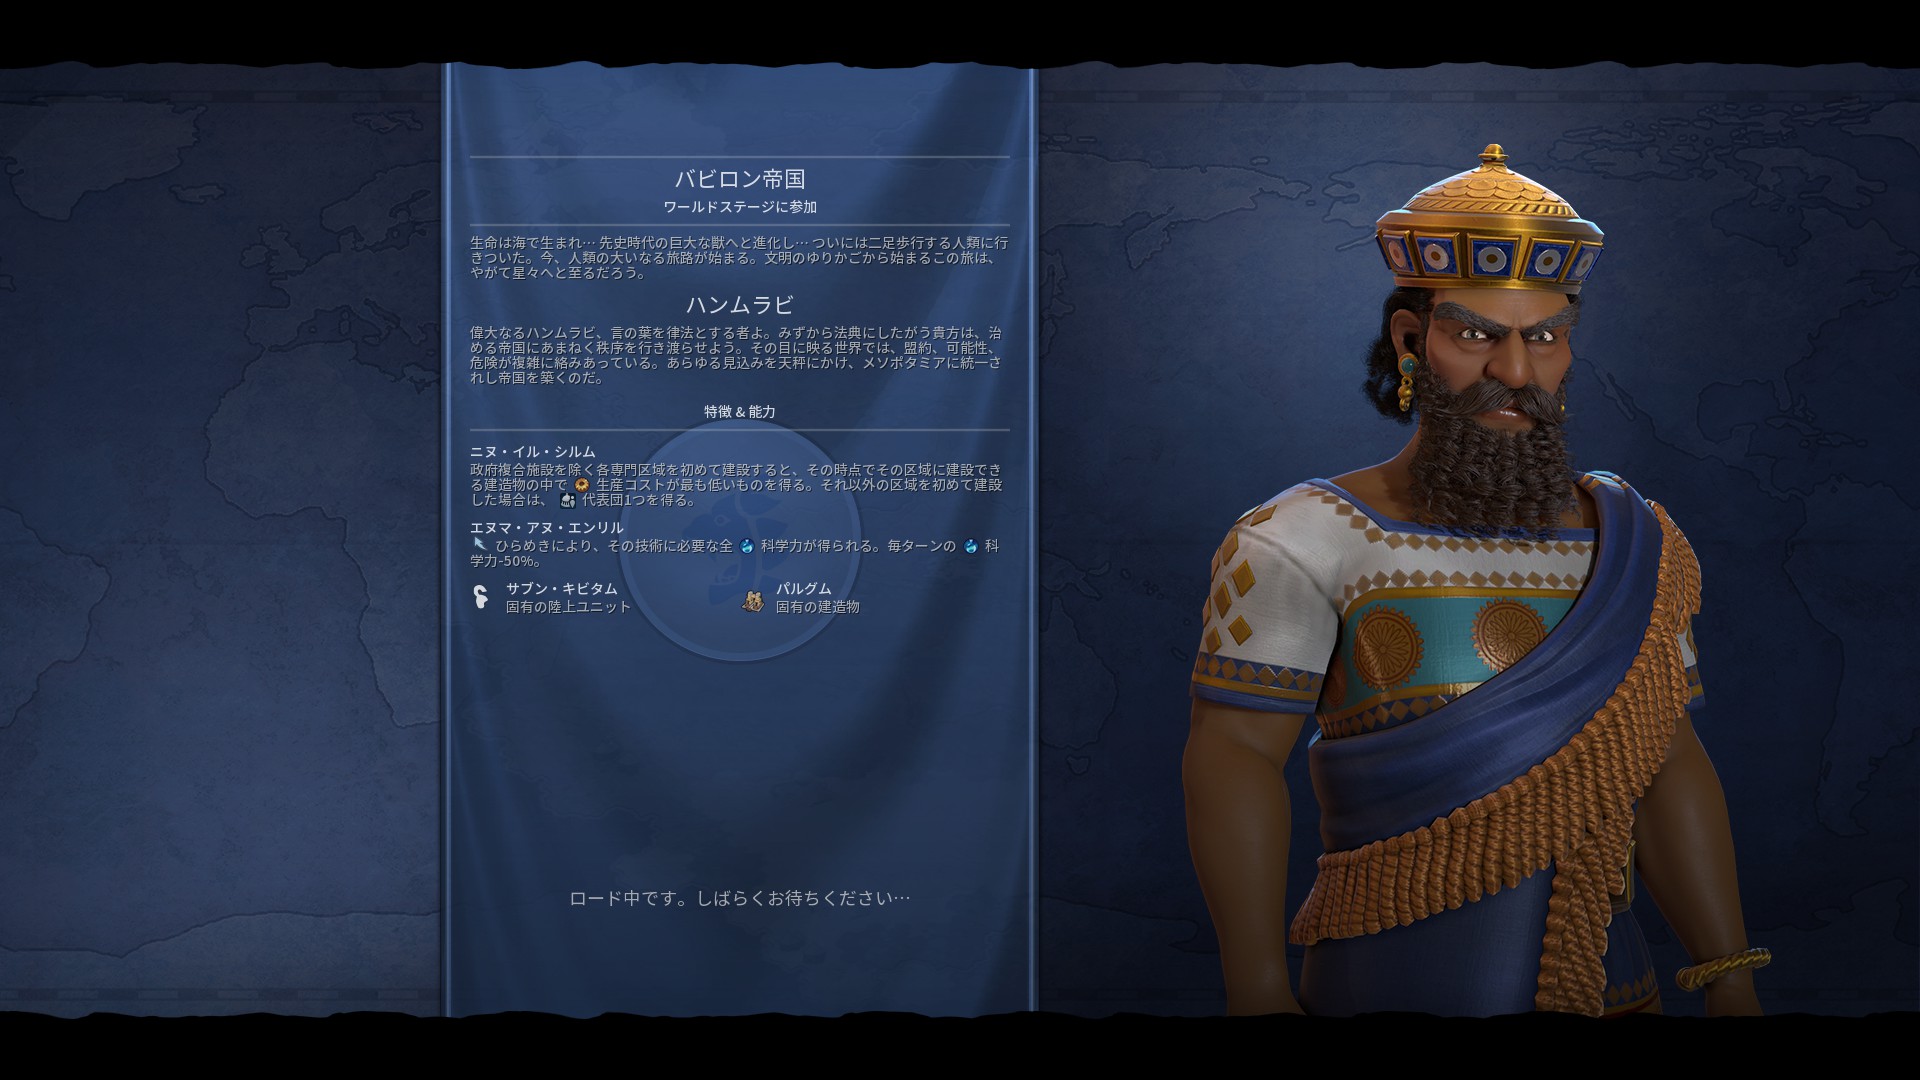 バビロン帝国
ワールドステージに参加
生命は海で生まれ… 先史時代の巨大な獣へと進化し… ついには二足歩行する人類に行
きついた。今、人類の大いなる旅路が始まる。文明のゆりかごから始まるこの旅は、
やがて星々へと至るだろう。
ハンムラビ
偉大なるハンムラビ、言の葉を律法とする者よ。みずから法典にしたがう貴方は、治
める帝国にあまねく秩序を行き渡らせよう。その目に映る世界では、盟約、可能性、
危険が複雑に絡みあっている。あらゆる見込みを天秤にかけ、メソポタミアに統一さ
れし帝国を築くのだ。
特徴 & 能力
ニヌ・イル・シルム
政府複合施設を除く各専門区域を初めて建設すると、その時点でその区域に建設でき
る建造物の中で 生産コストが最も低いものを得る。それ以外の区域を初めて建設
した場合は、 代表団1つを得る。
エヌマ・アヌ・エンリル
ひらめきにより、その技術に必要な全 科学力が得られる。毎ターンの 科
学力-50%。
サブン・キビタム
固有の陸上ユニット
パルグム
固有の建造物
ロード中です。しばらくお待ちください…